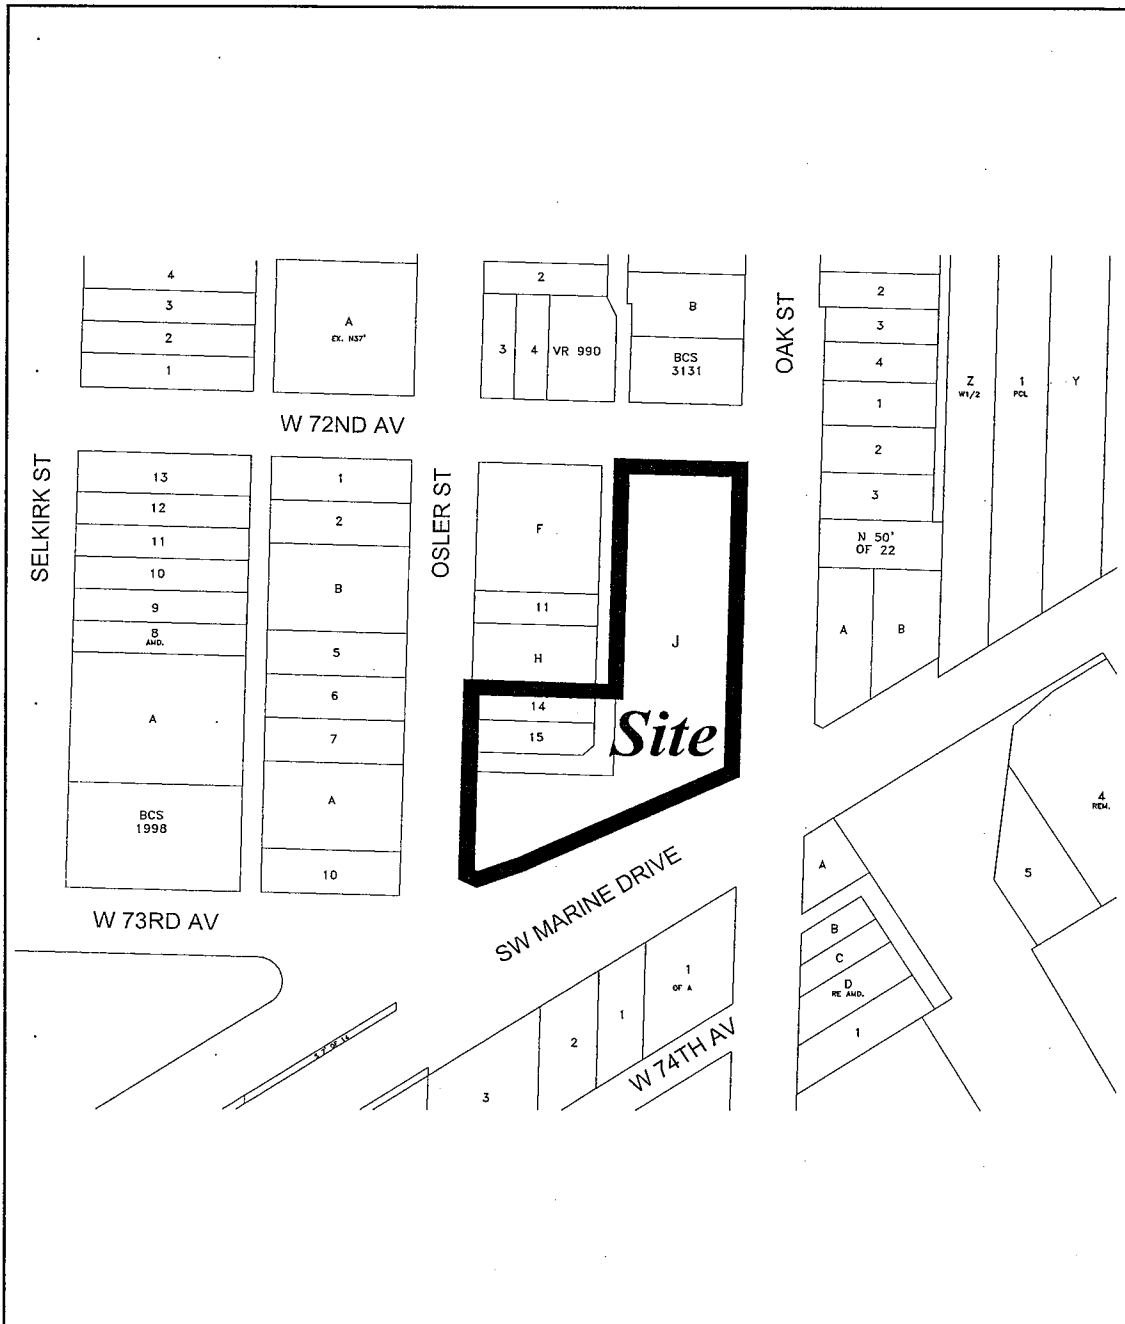 4
3
2
1
A
EX. N37'
2
3
4
VR 990
B
BCS
3131
OAK ST
2
3
4
1
2
3
N 50'
OF 22
A
B
Z
W1/2
1
PCL
Y
W 72ND AV
SELKIRK ST
13
12
11
10
9
8
AMD.
A
BCS
1998
1
2
B
5
6
7
A
10
OSLER ST
F
11
H
14
15
J
Site
W 73RD AV
SW MARINE DRIVE
4
REM.
5
A
B
C
D
RE AMD.
1
1
OF A
1
2
3
W 74TH AV